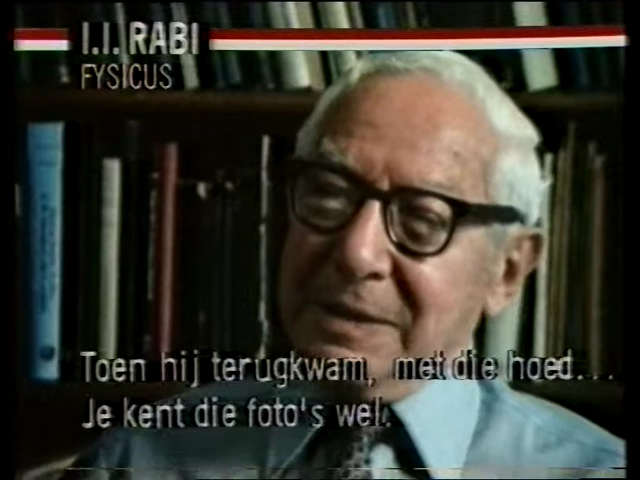 I.I. RABI
FYSICUS
Toen hij terugkwam, met die hoed...
Je kent die foto's wel.